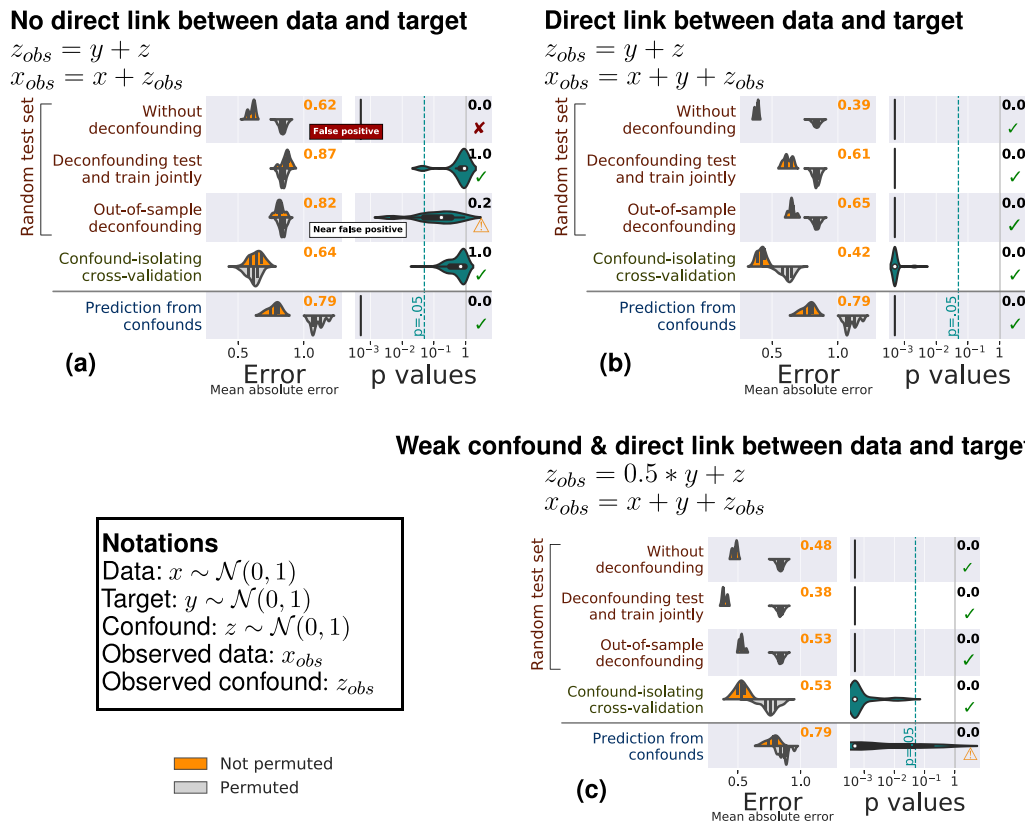 No direct link between data and target
z_obs = y + z
x_obs = x + z_obs
Random test set
Without
deconfounding
0.62
0.0
✗
False positive
Deconfounding test
and train jointly
0.87
1.0
✓
Out-of-sample
deconfounding
0.82
0.2
⚠
Near false positive
Confound-isolating
cross-validation
0.64
1.0
✓
Prediction from
confounds
0.79
0.0
✓
p=.05
0.5 1.0
10⁻³ 10⁻² 10⁻¹ 1
(a)
Error
Mean absolute error
p values
Direct link between data and target
z_obs = y + z
x_obs = x + y + z_obs
Random test set
Without
deconfounding
0.39
0.0
✓
Deconfounding test
and train jointly
0.61
0.0
✓
Out-of-sample
deconfounding
0.65
0.0
✓
Confound-isolating
cross-validation
0.42
0.0
✓
Prediction from
confounds
0.79
0.0
✓
p=.05
0.5 1.0
10⁻³ 10⁻² 10⁻¹ 1
(b)
Error
Mean absolute error
p values
Weak confound & direct link between data and target
z_obs = 0.5 * y + z
x_obs = x + y + z_obs
Random test set
Without
deconfounding
0.48
0.0
✓
Deconfounding test
and train jointly
0.38
0.0
✓
Out-of-sample
deconfounding
0.53
0.0
✓
Confound-isolating
cross-validation
0.53
0.0
✓
Prediction from
confounds
0.79
0.0
⚠
p=.05
0.5 1.0
10⁻³ 10⁻² 10⁻¹ 1
(c)
Error
Mean absolute error
p values
Notations
Data: x ∼ 𝒩(0, 1)
Target: y ∼ 𝒩(0, 1)
Confound: z ∼ 𝒩(0, 1)
Observed data: x_obs
Observed confound: z_obs
Not permuted
Permuted